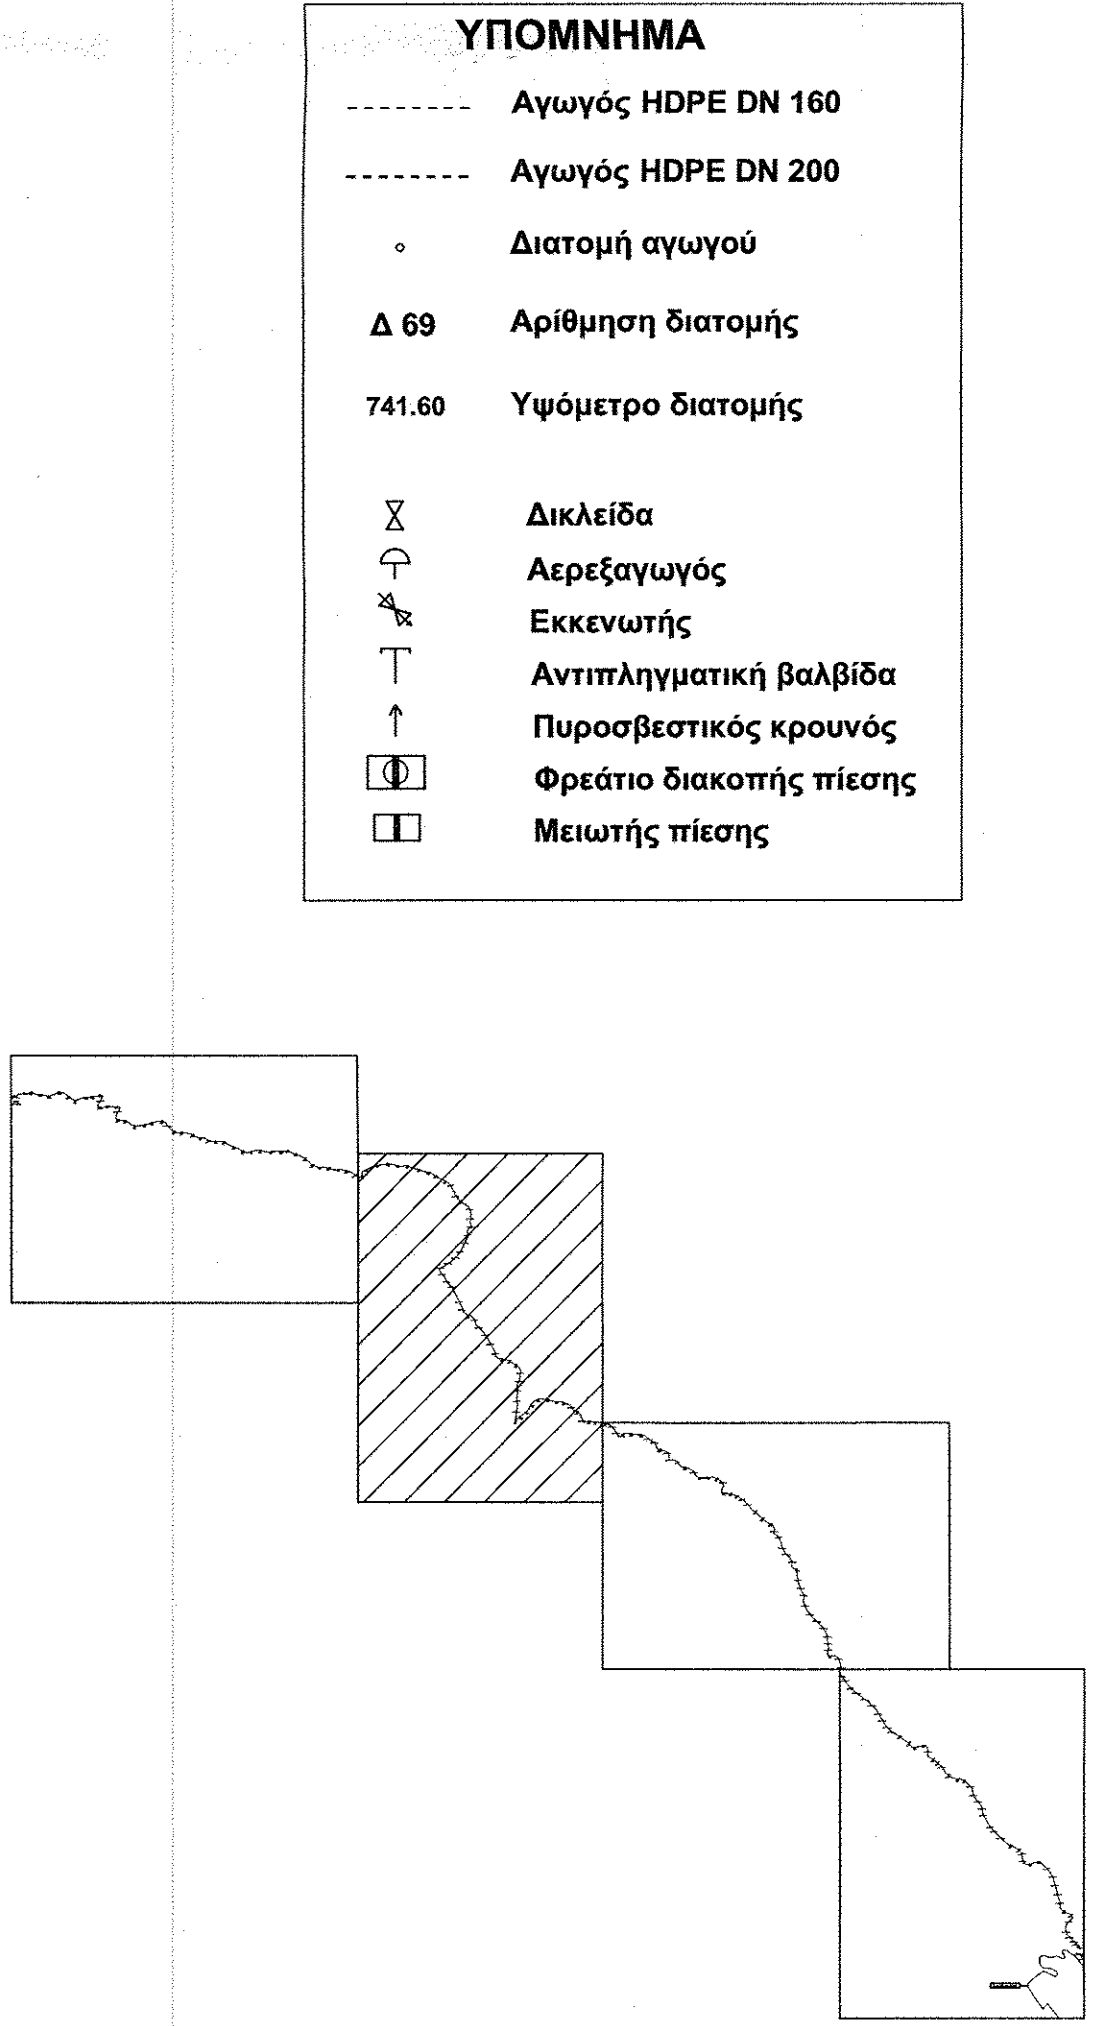 ΥΠΟΜΝΗΜΑ
Αγωγός HDPE DN 160
Αγωγός HDPE DN 200
Διατομή αγωγού
Δ 69 Αρίθμηση διατομής
741.60 Υψόμετρο διατομής
Δικλείδα
Αερεξαγωγός
Εκκενωτής
Αντιπληγματική βαλβίδα
Πυροσβεστικός κρουνός
Φρεάτιο διακοπής πίεσης
Μειωτής πίεσης